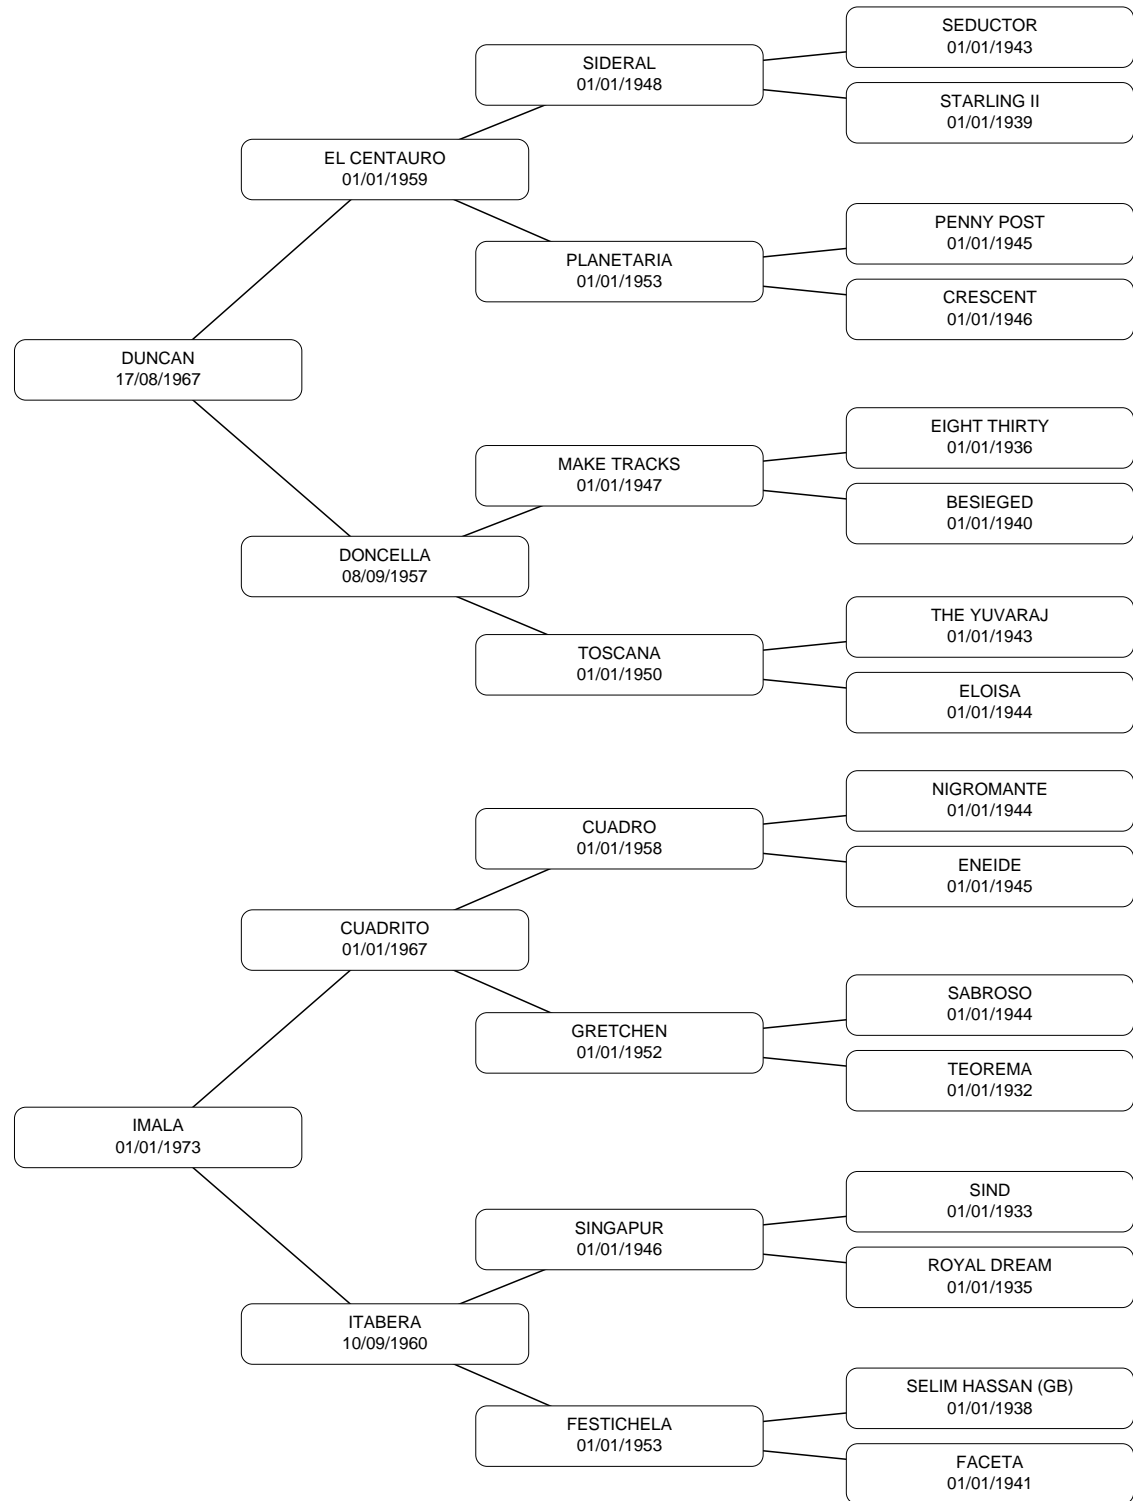 SEDUCTOR
01/01/1943
SIDERAL
01/01/1948
STARLING II
01/01/1939
EL CENTAURO
01/01/1959
PENNY POST
01/01/1945
PLANETARIA
01/01/1953
CRESCENT
01/01/1946
DUNCAN
17/08/1967
EIGHT THIRTY
01/01/1936
MAKE TRACKS
01/01/1947
BESIEGED
01/01/1940
DONCELLA
08/09/1957
THE YUVARAJ
01/01/1943
TOSCANA
01/01/1950
ELOISA
01/01/1944
NIGROMANTE
01/01/1944
CUADRO
01/01/1958
ENEIDE
01/01/1945
CUADRITO
01/01/1967
SABROSO
01/01/1944
GRETCHEN
01/01/1952
TEOREMA
01/01/1932
IMALA
01/01/1973
SIND
01/01/1933
SINGAPUR
01/01/1946
ROYAL DREAM
01/01/1935
ITABERA
10/09/1960
SELIM HASSAN (GB)
01/01/1938
FESTICHELA
01/01/1953
FACETA
01/01/1941